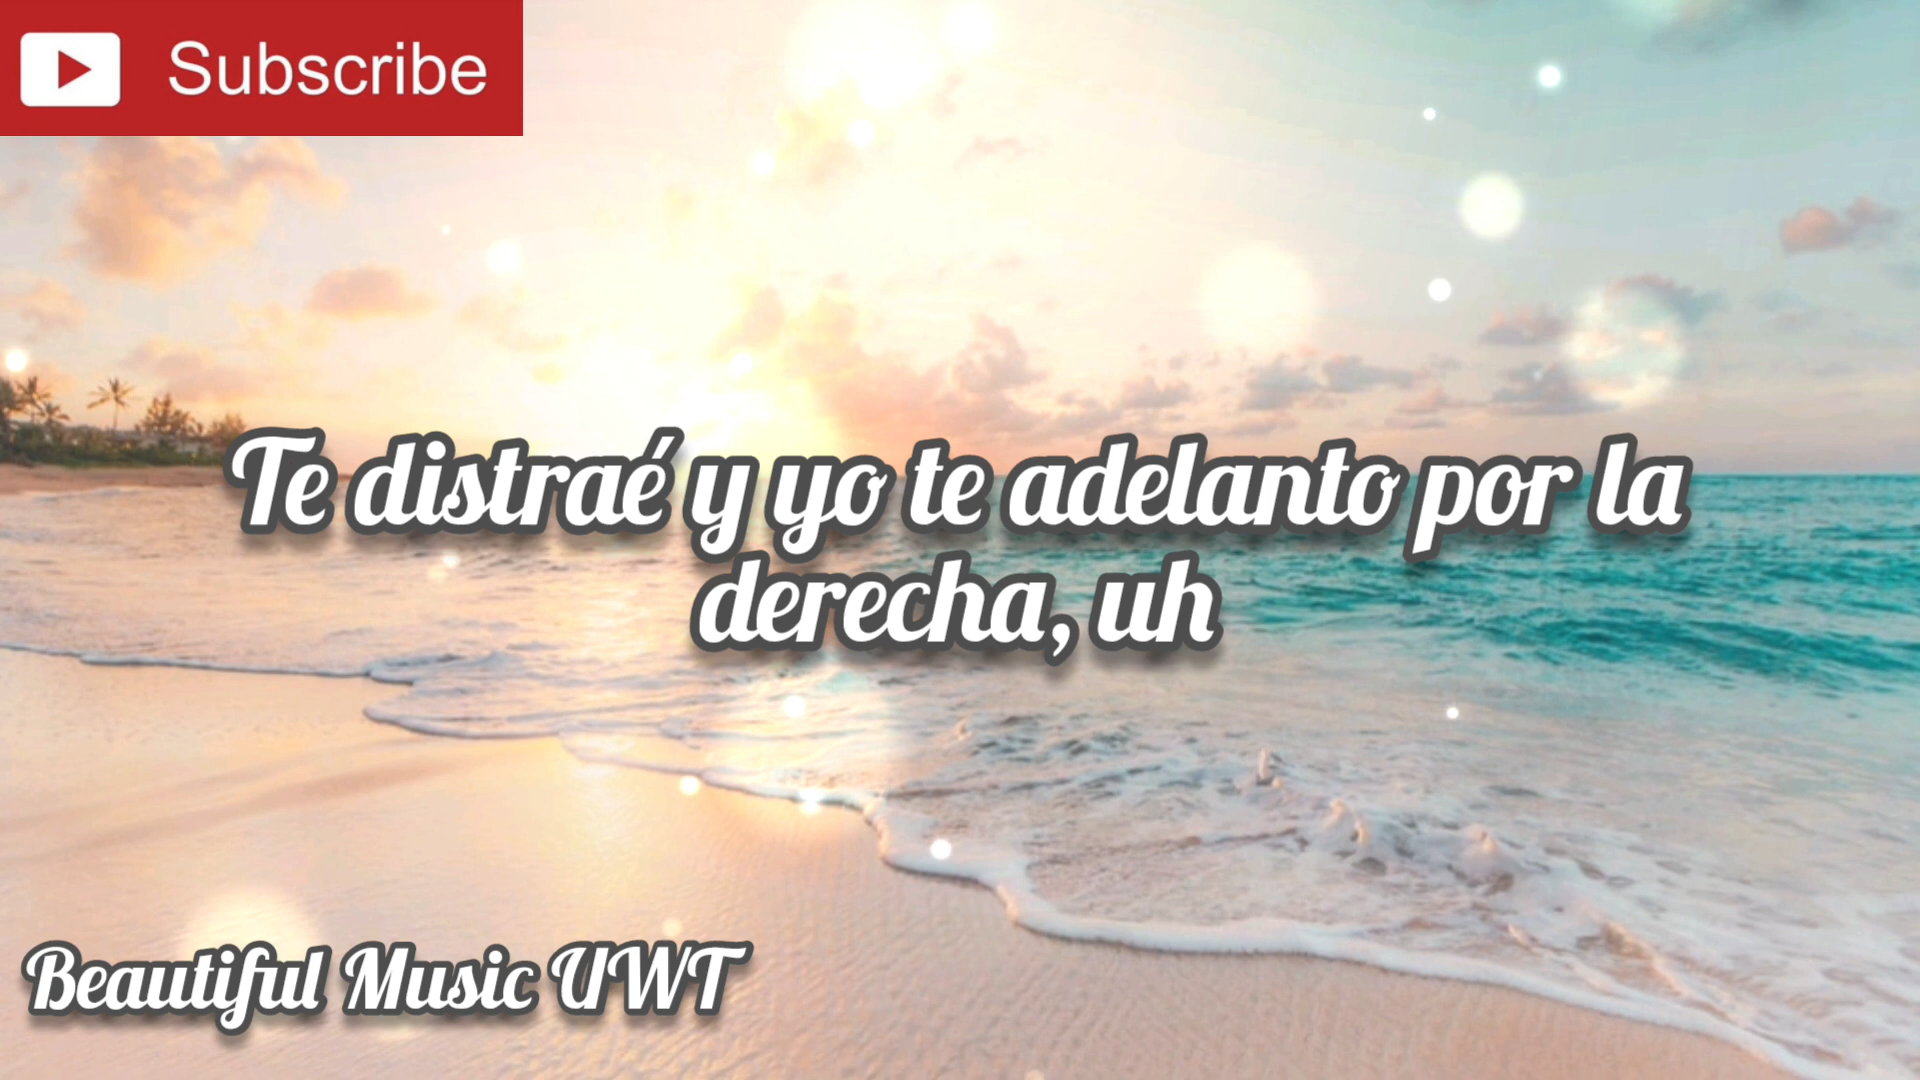 Subscribe
Te distraé y yo te adelanto por la
derecha, uh
Beautiful Music UWT